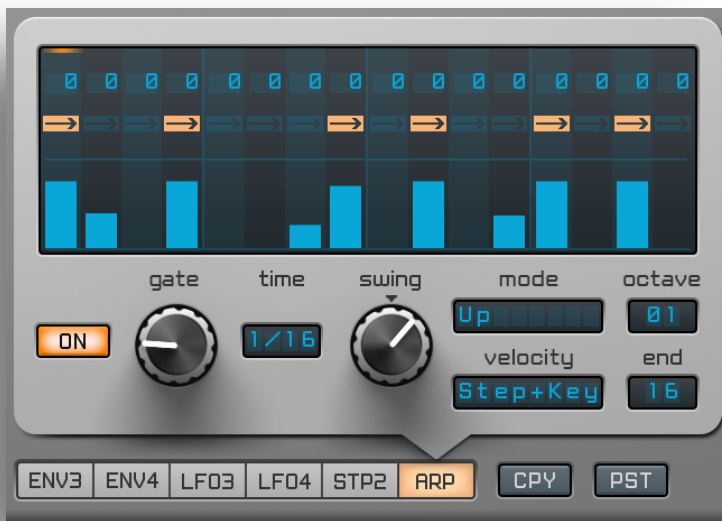 0 0 0 0 0 0 0 0 0 0 0 0 0 0 0 0
gate time swing mode octave
ON 1/16 Up 01
velocity end
Step+Key 16
ENV3 ENV4 LFO3 LFO4 STP2 ARP CPY PST